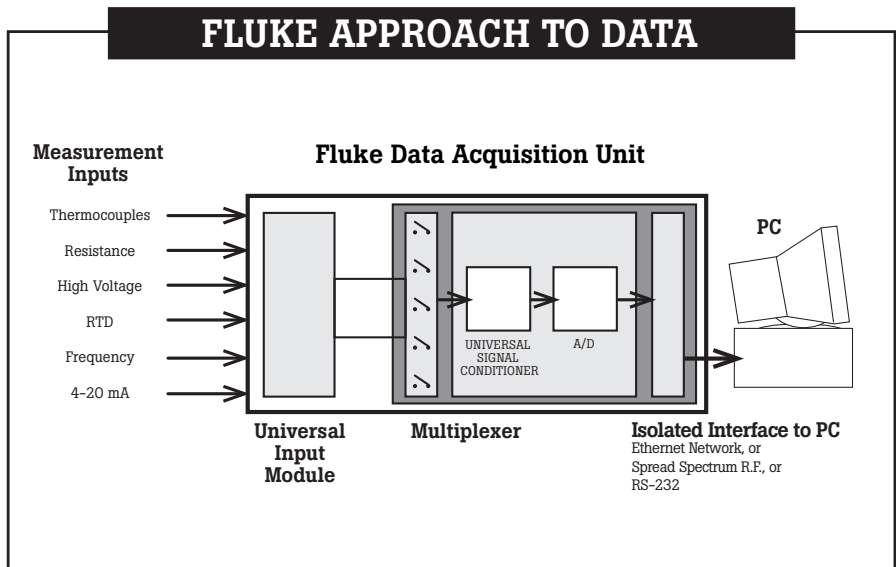 FLUKE APPROACH TO DATA
Measurement
Inputs
Fluke Data Acquisition Unit
Thermocouples
Resistance
High Voltage
RTD
Frequency
4–20 mA
UNIVERSAL
SIGNAL
CONDITIONER
A/D
PC
Universal
Input
Module
Multiplexer
Isolated Interface to PC
Ethernet Network, or
Spread Spectrum R.F., or
RS-232